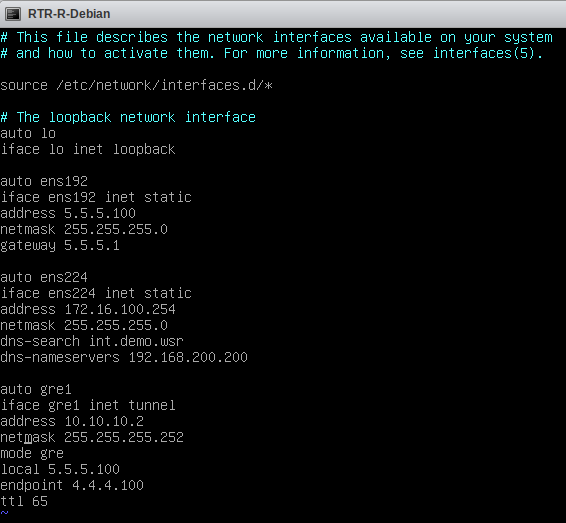 RTR-R-Debian
# This file describes the network interfaces available on your system
# and how to activate them. For more information, see interfaces(5).
source /etc/network/interfaces.d/*
# The loopback network interface
auto lo
iface lo inet loopback
auto ens192
iface ens192 inet static
address 5.5.5.100
netmask 255.255.255.0
gateway 5.5.5.1
auto ens224
iface ens224 inet static
address 172.16.100.254
netmask 255.255.255.0
dns-search int.demo.wsr
dns-nameservers 192.168.200.200
auto gre1
iface gre1 inet tunnel
address 10.10.10.2
netmask 255.255.255.252
mode gre
local 5.5.5.100
endpoint 4.4.4.100
ttl 65
~